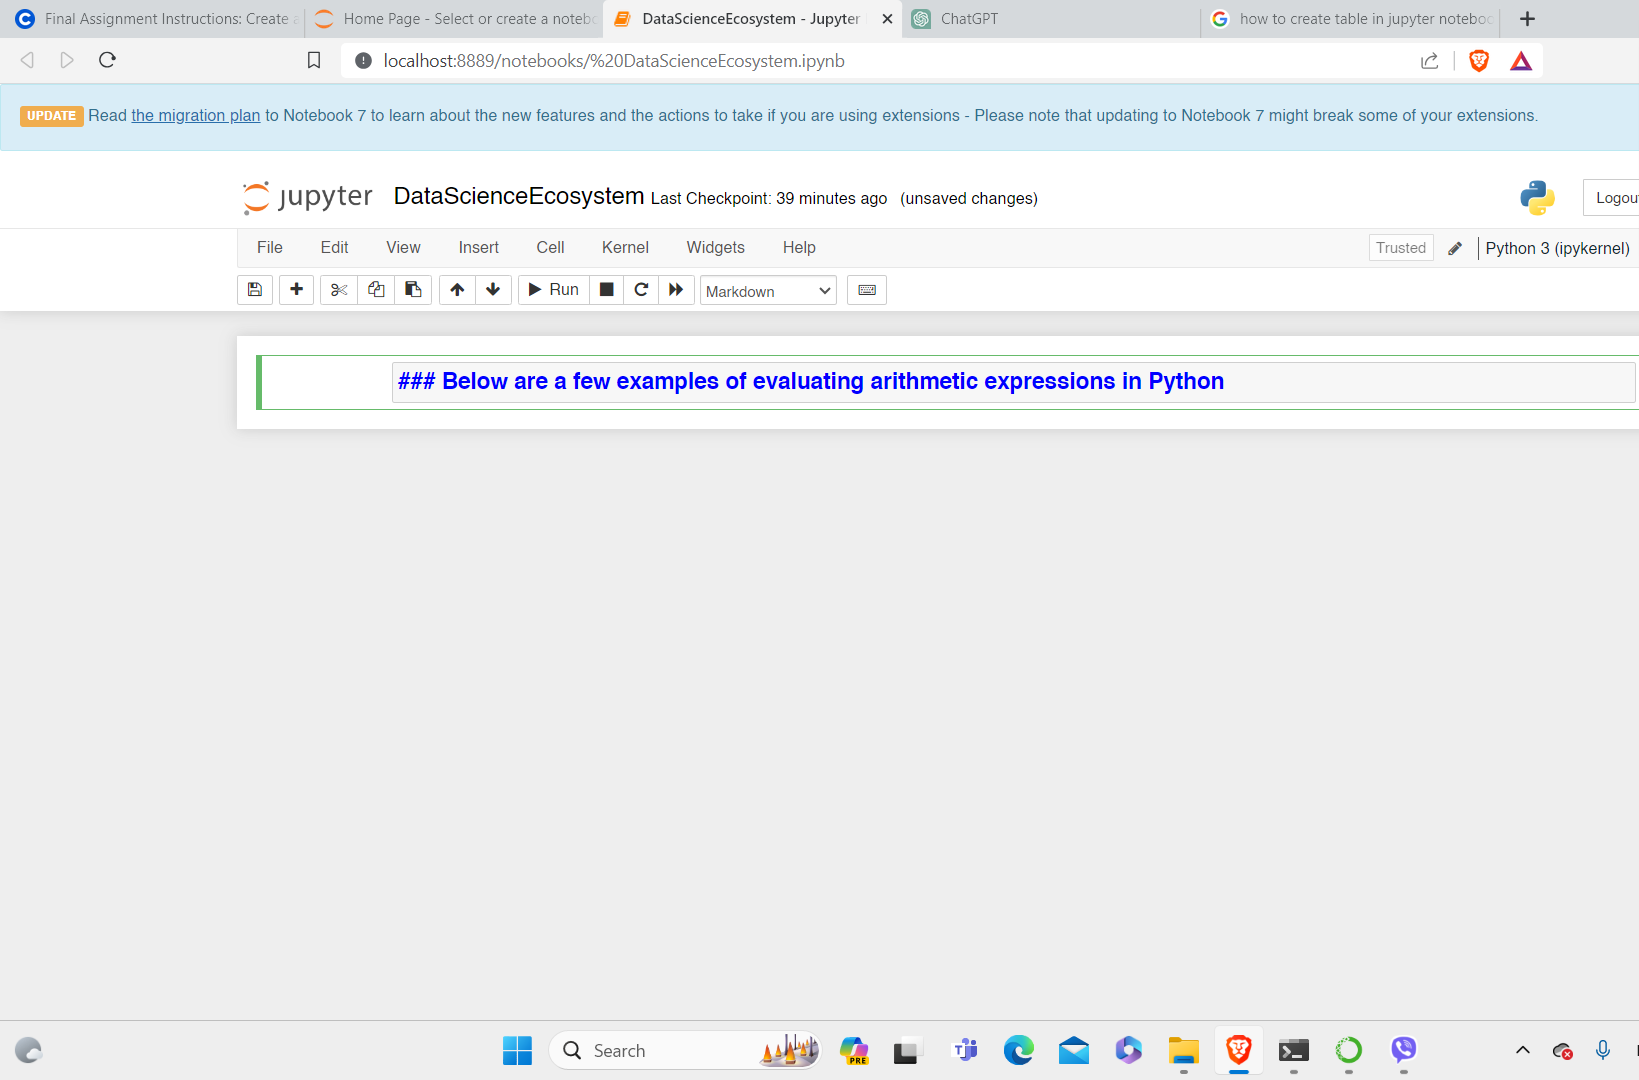 Final Assignment Instructions: Create a
Home Page - Select or create a noteb
DataScienceEcosystem - Jupyter
ChatGPT
how to create table in jupyter noteboo
localhost:8889/notebooks/%20DataScienceEcosystem.ipynb
UPDATE Read the migration plan to Notebook 7 to learn about the new features and the actions to take if you are using extensions - Please note that updating to Notebook 7 might break some of your extensions.
jupyter DataScienceEcosystem Last Checkpoint: 39 minutes ago (unsaved changes)
Logou
File Edit View Insert Cell Kernel Widgets Help
Trusted Python 3 (ipykernel)
Run Markdown
### Below are a few examples of evaluating arithmetic expressions in Python
Search
PRE